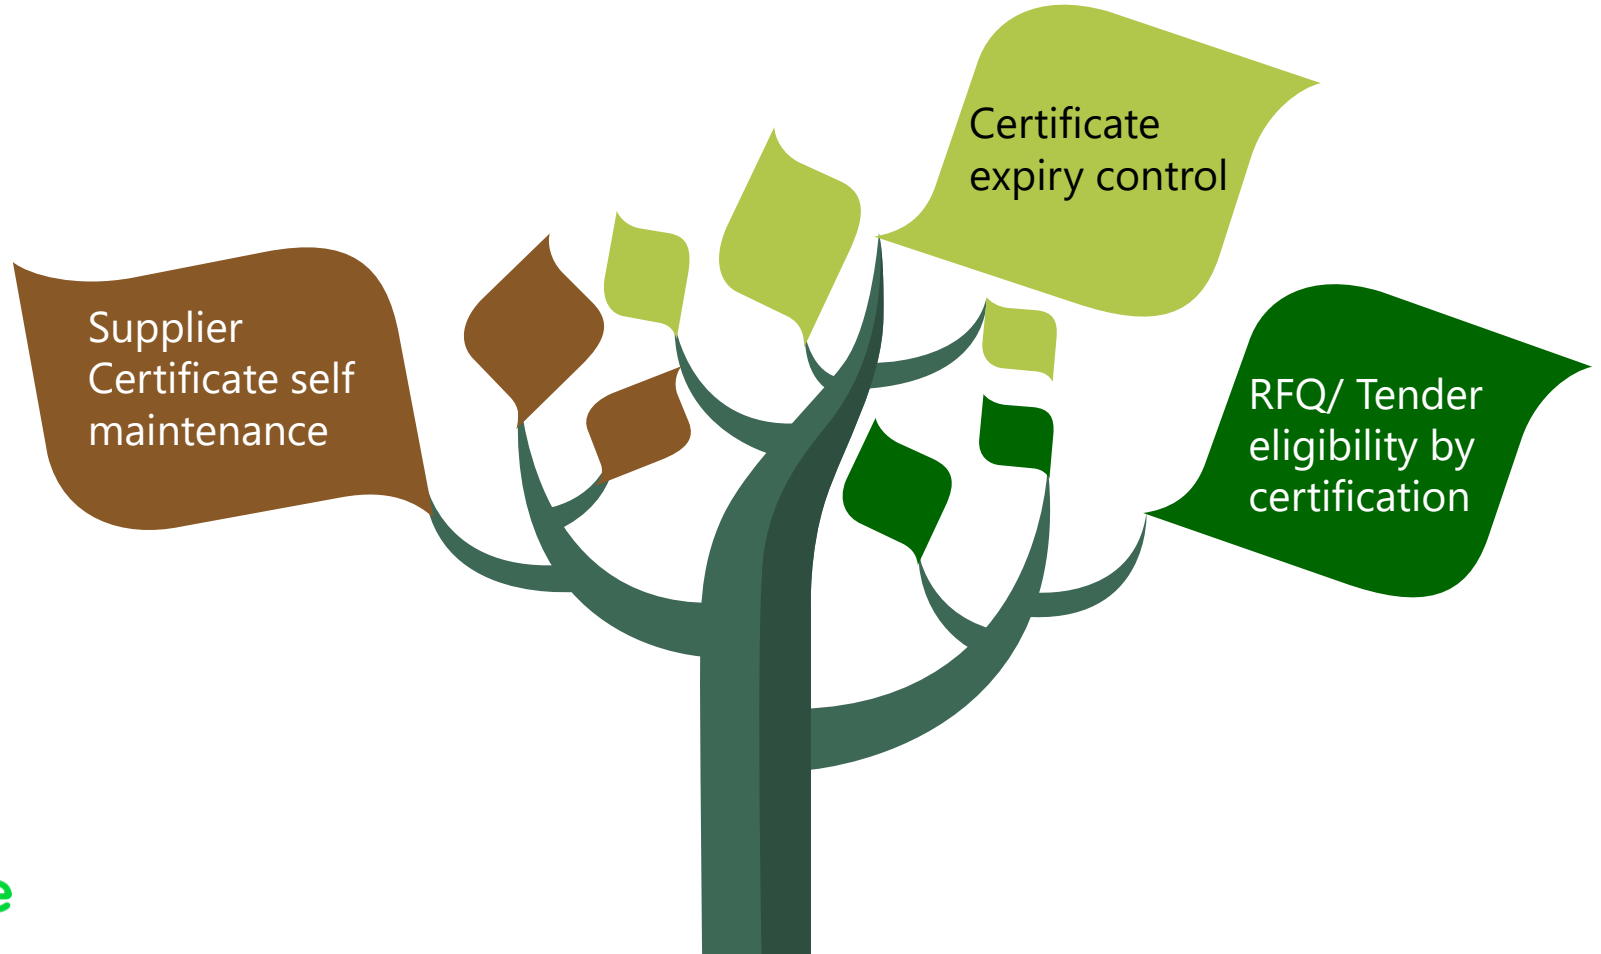 Certificate
expiry control
Supplier
Certificate self
maintenance
RFQ/ Tender
eligibility by
certification